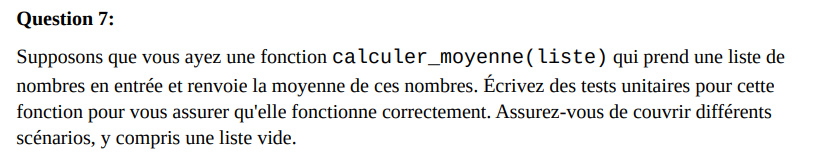 Question 7:
Supposons que vous ayez une fonction calculer_moyenne(liste) qui prend une liste de
nombres en entrée et renvoie la moyenne de ces nombres. Écrivez des tests unitaires pour cette
fonction pour vous assurer qu'elle fonctionne correctement. Assurez-vous de couvrir différents
scénarios, y compris une liste vide.